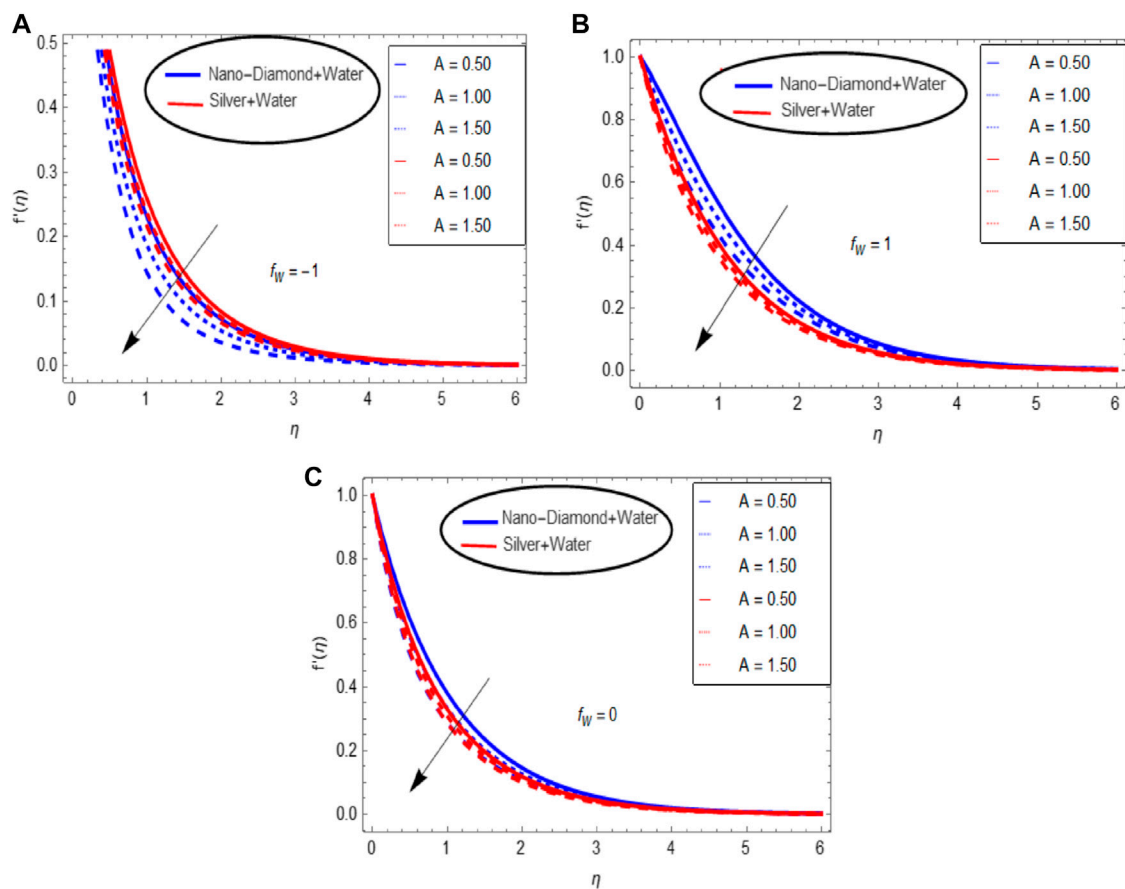 A
Nano-Diamond+Water
Silver+Water
A = 0.50
A = 1.00
A = 1.50
A = 0.50
A = 1.00
A = 1.50
f_W = -1
0.5
0.4
0.3
0.2
0.1
0.0
f'(η)
0 1 2 3 4 5 6
η
B
Nano-Diamond+Water
Silver+Water
A = 0.50
A = 1.00
A = 1.50
A = 0.50
A = 1.00
A = 1.50
f_W = 1
1.0
0.8
0.6
0.4
0.2
0.0
f'(η)
0 1 2 3 4 5 6
η
C
Nano-Diamond+Water
Silver+Water
A = 0.50
A = 1.00
A = 1.50
A = 0.50
A = 1.00
A = 1.50
f_W = 0
1.0
0.8
0.6
0.4
0.2
0.0
f'(η)
0 1 2 3 4 5 6
η